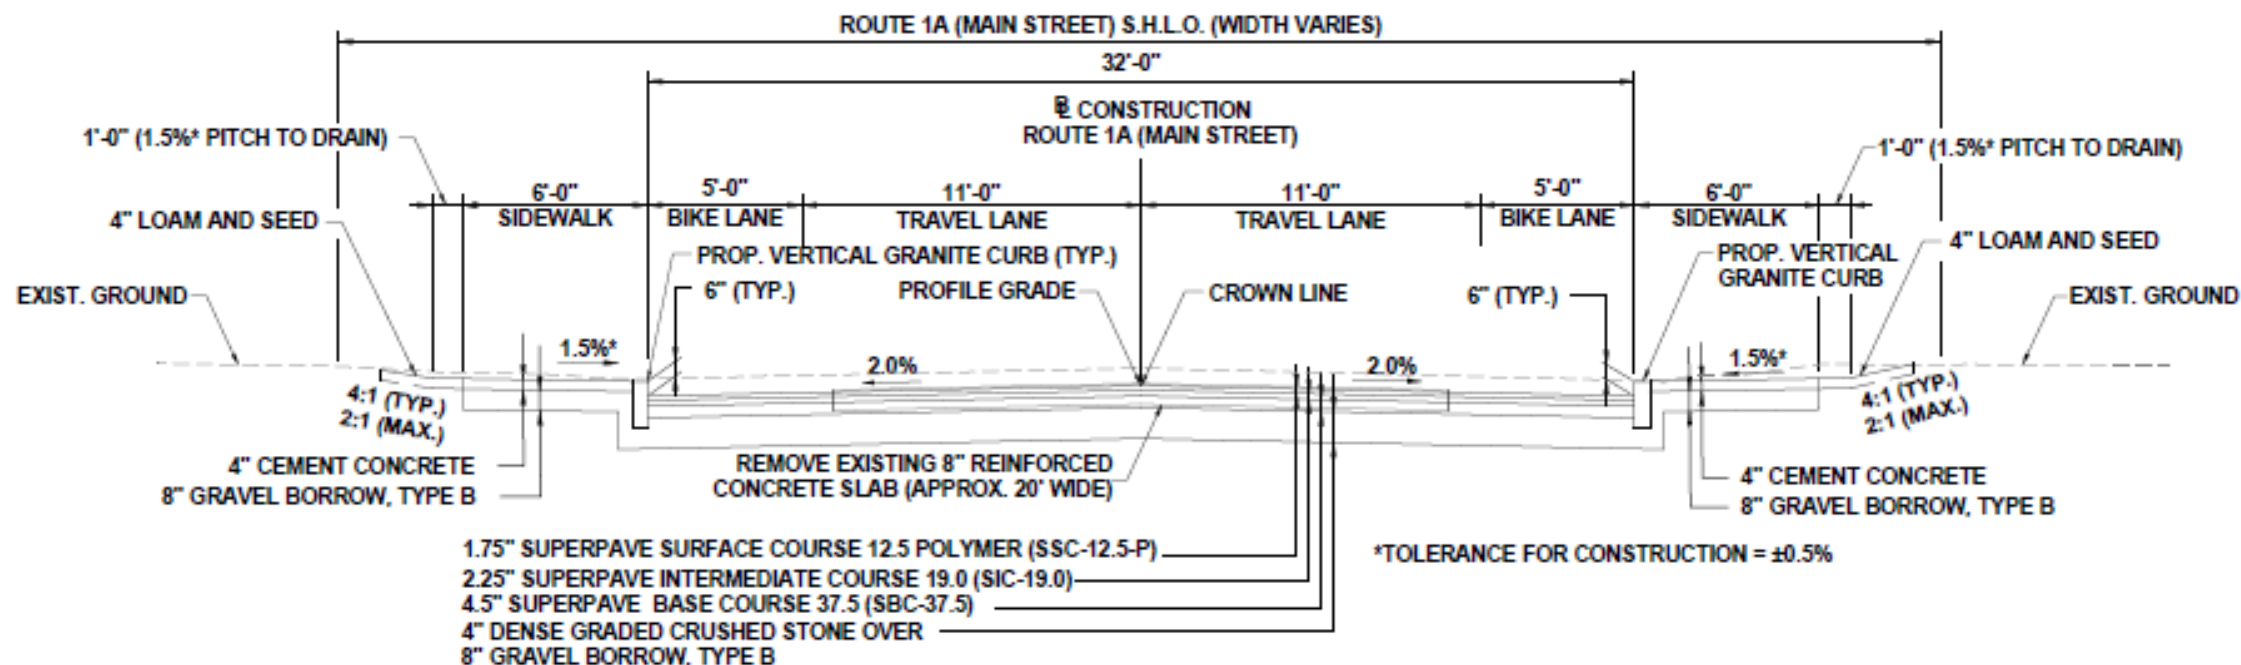 ROUTE 1A (MAIN STREET) S.H.L.O. (WIDTH VARIES)
32'-0"
℄ CONSTRUCTION
ROUTE 1A (MAIN STREET)
1'-0" (1.5%* PITCH TO DRAIN)
1'-0" (1.5%* PITCH TO DRAIN)
6'-0"
SIDEWALK
5'-0"
BIKE LANE
11'-0"
TRAVEL LANE
11'-0"
TRAVEL LANE
5'-0"
BIKE LANE
6'-0"
SIDEWALK
4" LOAM AND SEED
4" LOAM AND SEED
PROP. VERTICAL GRANITE CURB (TYP.)
PROP. VERTICAL
GRANITE CURB
EXIST. GROUND
6" (TYP.)
PROFILE GRADE
CROWN LINE
6" (TYP.)
EXIST. GROUND
1.5%*
2.0%
2.0%
1.5%*
4:1 (TYP.)
2:1 (MAX.)
4:1 (TYP.)
2:1 (MAX.)
4" CEMENT CONCRETE
8" GRAVEL BORROW, TYPE B
REMOVE EXISTING 8" REINFORCED
CONCRETE SLAB (APPROX. 20' WIDE)
4" CEMENT CONCRETE
8" GRAVEL BORROW, TYPE B
1.75" SUPERPAVE SURFACE COURSE 12.5 POLYMER (SSC-12.5-P)
2.25" SUPERPAVE INTERMEDIATE COURSE 19.0 (SIC-19.0)
4.5" SUPERPAVE BASE COURSE 37.5 (SBC-37.5)
4" DENSE GRADED CRUSHED STONE OVER
8" GRAVEL BORROW, TYPE B
*TOLERANCE FOR CONSTRUCTION = ±0.5%